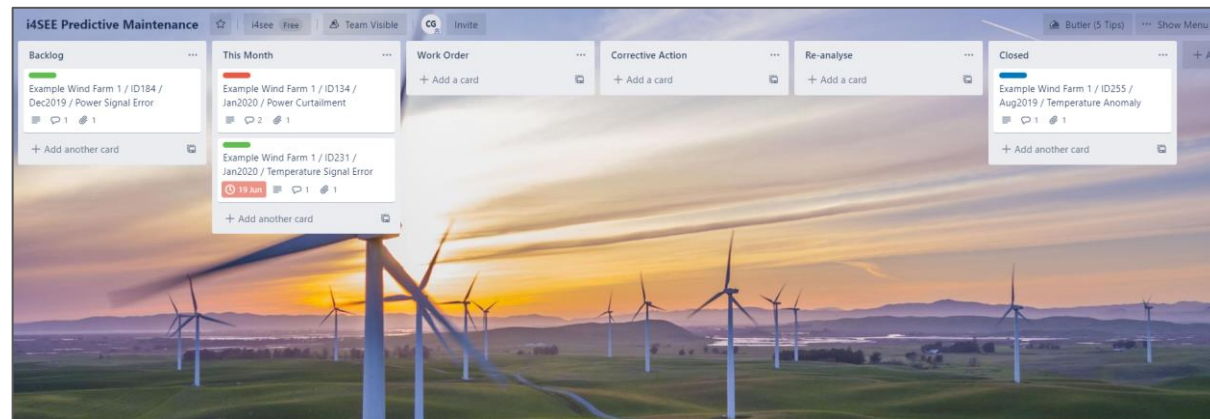 i4SEE Predictive Maintenance
i4see Free
Team Visible
CG
Invite
Butler (5 Tips)
... Show Menu
Backlog
Example Wind Farm 1 / ID184 /
Dec2019 / Power Signal Error
1 1
+ Add another card
This Month
Example Wind Farm 1 / ID134 /
Jan2020 / Power Curtailment
2 1
Example Wind Farm 1 / ID231 /
Jan2020 / Temperature Signal Error
19 Jun 1 1
+ Add another card
Work Order
+ Add a card
Corrective Action
+ Add a card
Re-analyse
+ Add a card
Closed
Example Wind Farm 1 / ID255 /
Aug2019 / Temperature Anomaly
1 1
+ Add another card